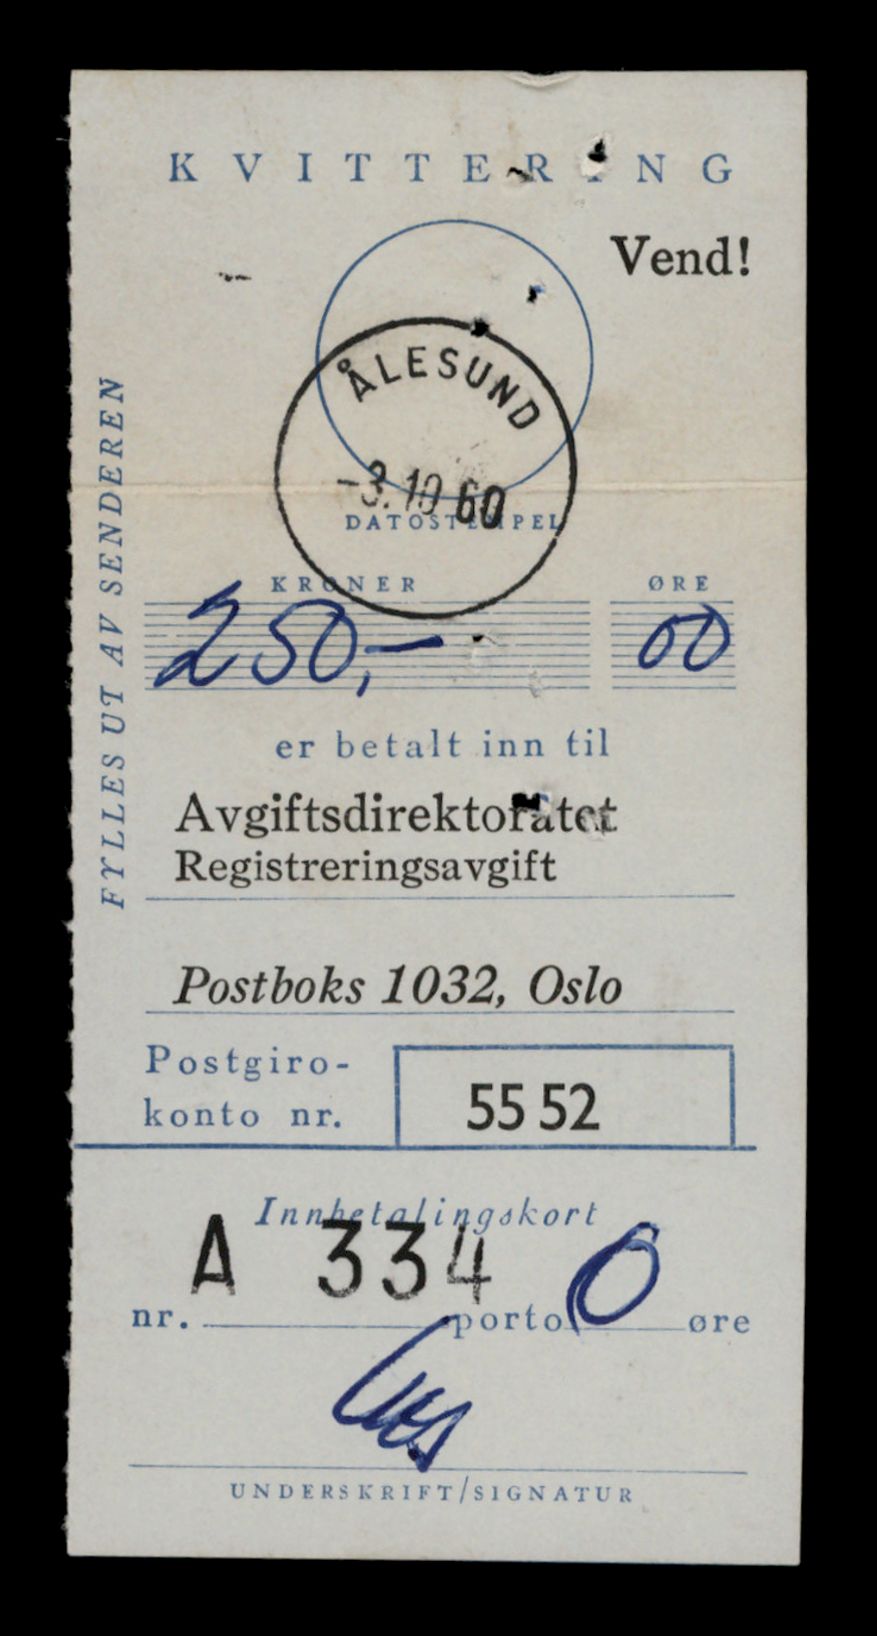 KVITTERING
Vend!
ÅLESUND
-3.10 60
DATOSTEMPEL
FYLLES UT AV SENDEREN
KRONER ØRE
250,- 00
er betalt inn til
Avgiftsdirektoratet
Registreringsavgift
Postboks 1032, Oslo
Postgiro-
konto nr. 55 52
Innbetalingskort
A 334 0
nr. porto øre
UNDERSKRIFT/SIGNATUR